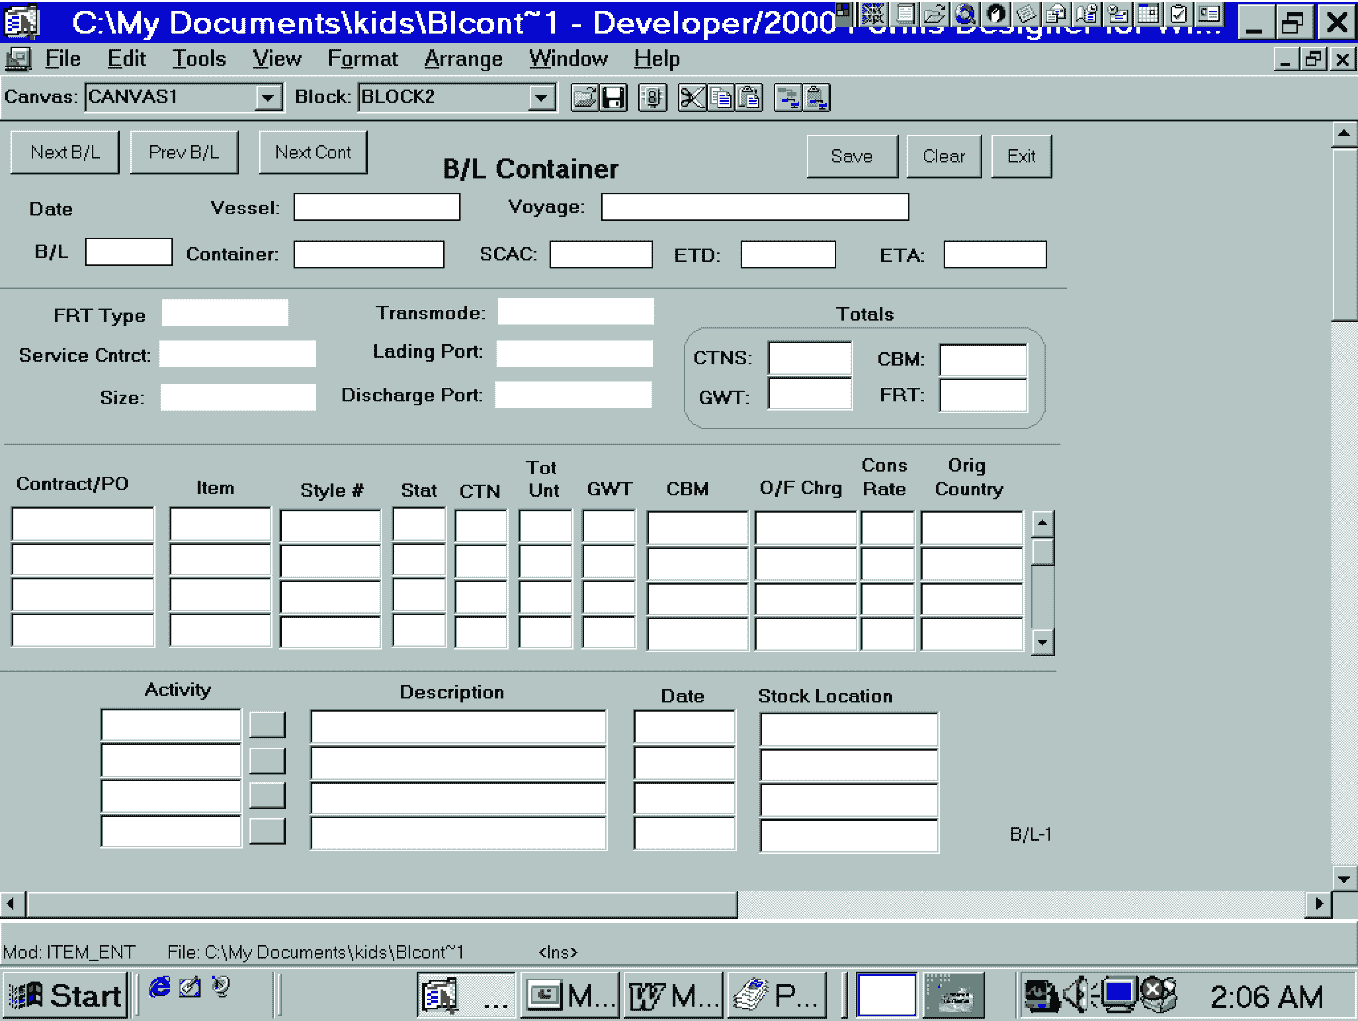 C:\My Documents\kids\Blcont~1 - Developer/2000 Forms Designer for Wi...
File Edit Tools View Format Arrange Window Help
Canvas: CANVAS1 Block: BLOCK2
Next B/L Prev B/L Next Cont Save Clear Exit
B/L Container
Date Vessel: Voyage:
B/L Container: SCAC: ETD: ETA:
FRT Type Transmode: Totals
Service Cntrct: Lading Port: CTNS: CBM:
Size: Discharge Port: GWT: FRT:
Contract/PO Item Style # Stat CTN Tot Unt GWT CBM O/F Chrg Cons Rate Orig Country
Activity Description Date Stock Location
B/L-1
Mod: ITEM_ENT File: C:\My Documents\kids\Blcont~1 <Ins>
Start ... M... M... P... 2:06 AM